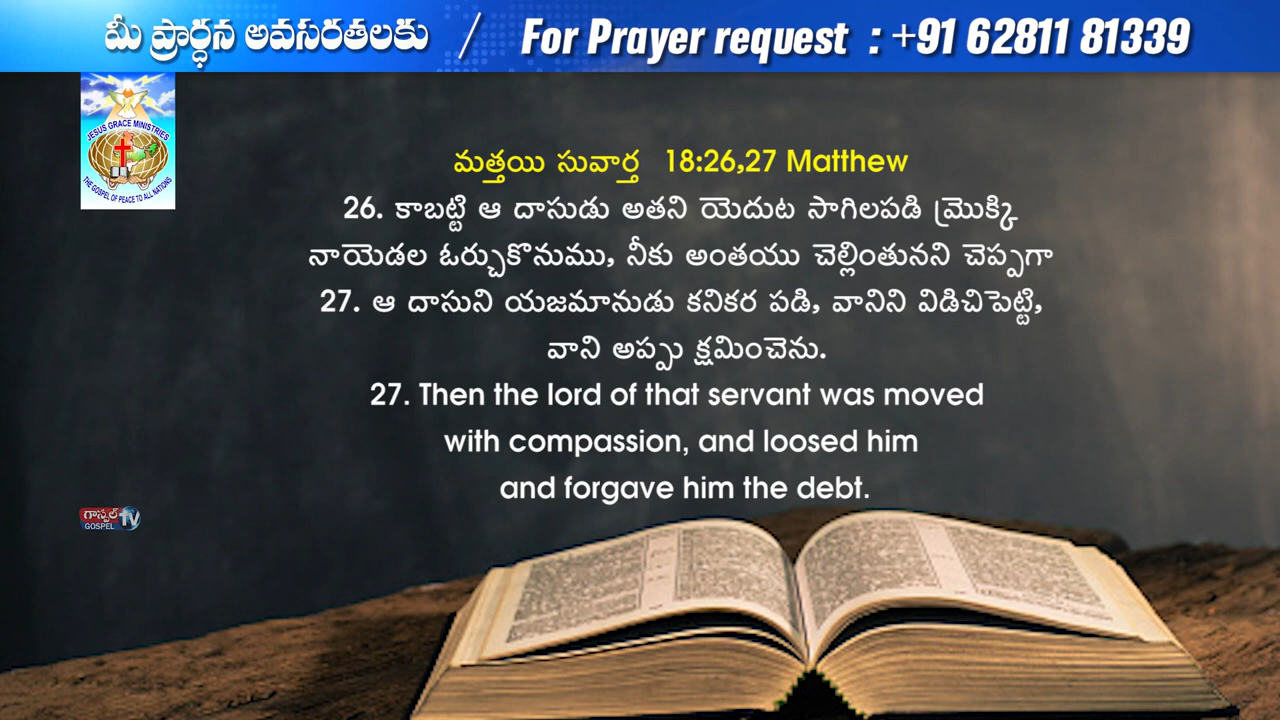 మీ ప్రార్ధన అవసరతలకు / For Prayer request : +91 62811 81339
JESUS GRACE MINISTRIES
THE GOSPEL OF PEACE TO ALL NATIONS
మత్తయి సువార్త 18:26,27 Matthew
26. కాబట్టి ఆ దాసుడు అతని యెదుట సాగిలపడి మ్రొక్కి
నాయెడల ఓర్చుకొనుము, నీకు అంతయు చెల్లింతునని చెప్పగా
27. ఆ దాసుని యజమానుడు కనికర పడి, వానిని విడిచిపెట్టి,
వాని అప్పు క్షమించెను.
27. Then the lord of that servant was moved
with compassion, and loosed him
and forgave him the debt.
గాస్పల్ TV
GOSPEL